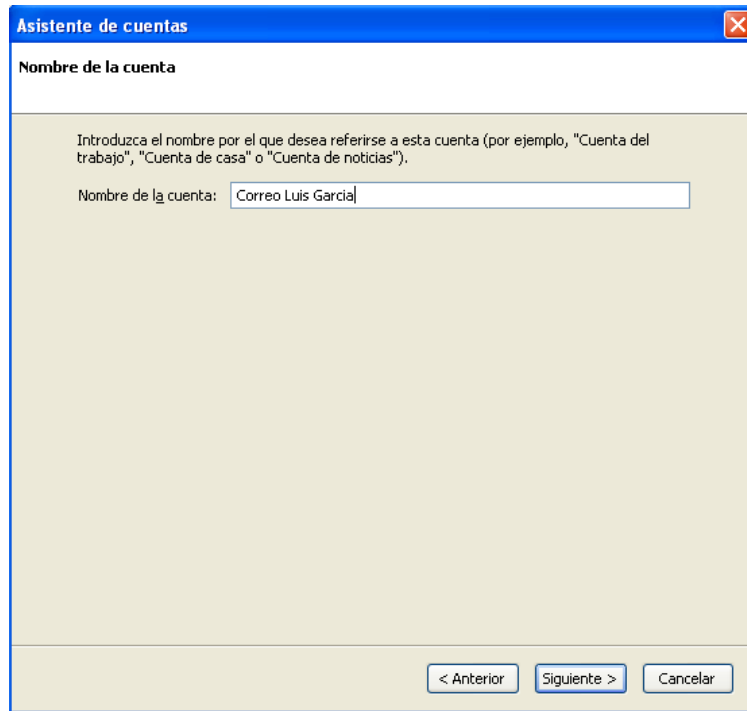 Asistente de cuentas
Nombre de la cuenta
Introduzca el nombre por el que desea referirse a esta cuenta (por ejemplo, "Cuenta del
trabajo", "Cuenta de casa" o "Cuenta de noticias").
Nombre de la cuenta: Correo Luis Garcia
< Anterior Siguiente > Cancelar